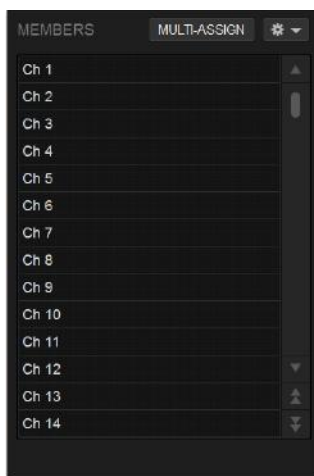 MEMBERS MULTI-ASSIGN
Ch 1
Ch 2
Ch 3
Ch 4
Ch 5
Ch 6
Ch 7
Ch 8
Ch 9
Ch 10
Ch 11
Ch 12
Ch 13
Ch 14